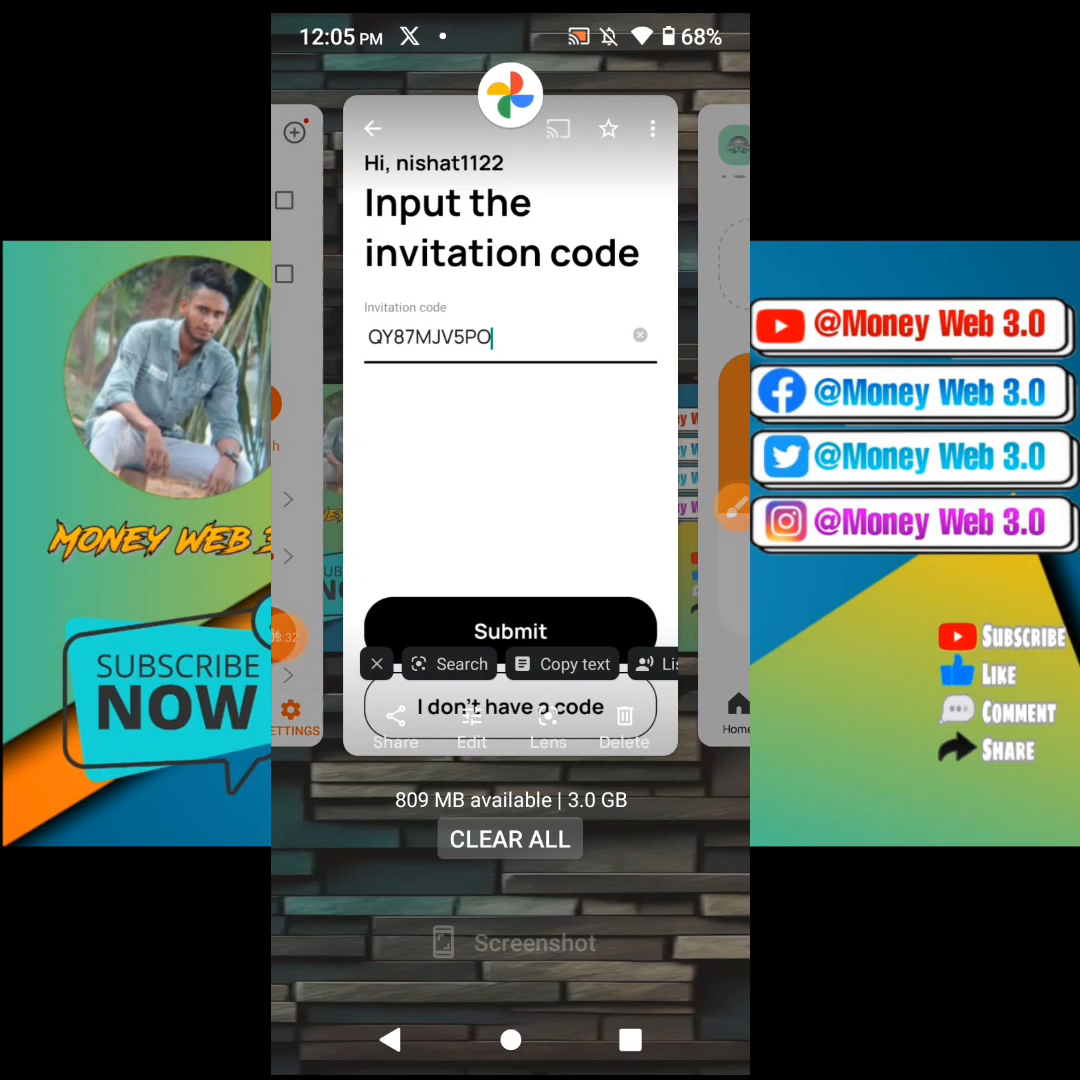 12:05 PM
68%
Hi, nishat1122
Input the
invitation code
Invitation code
QY87MJV5PO
Submit
Search
Copy text
I don't have a code
Share
Edit
Lens
Delete
809 MB available | 3.0 GB
CLEAR ALL
Screenshot
ETTINGS
Home
MONEY WEB 3
SUBSCRIBE
NOW
@Money Web 3.0
@Money Web 3.0
@Money Web 3.0
@Money Web 3.0
SUBSCRIBE
LIKE
COMMENT
SHARE